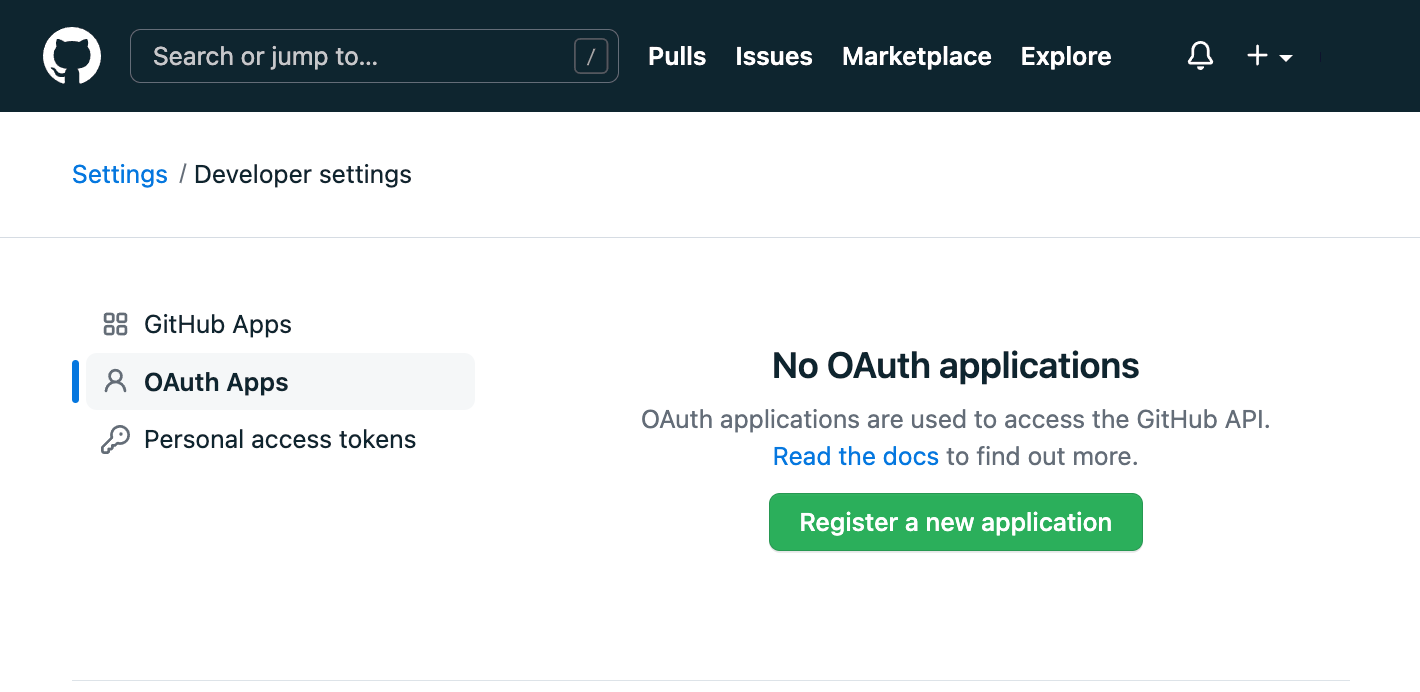 Search or jump to... /
Pulls Issues Marketplace Explore
Settings / Developer settings
GitHub Apps
OAuth Apps
Personal access tokens
No OAuth applications
OAuth applications are used to access the GitHub API.
Read the docs to find out more.
Register a new application